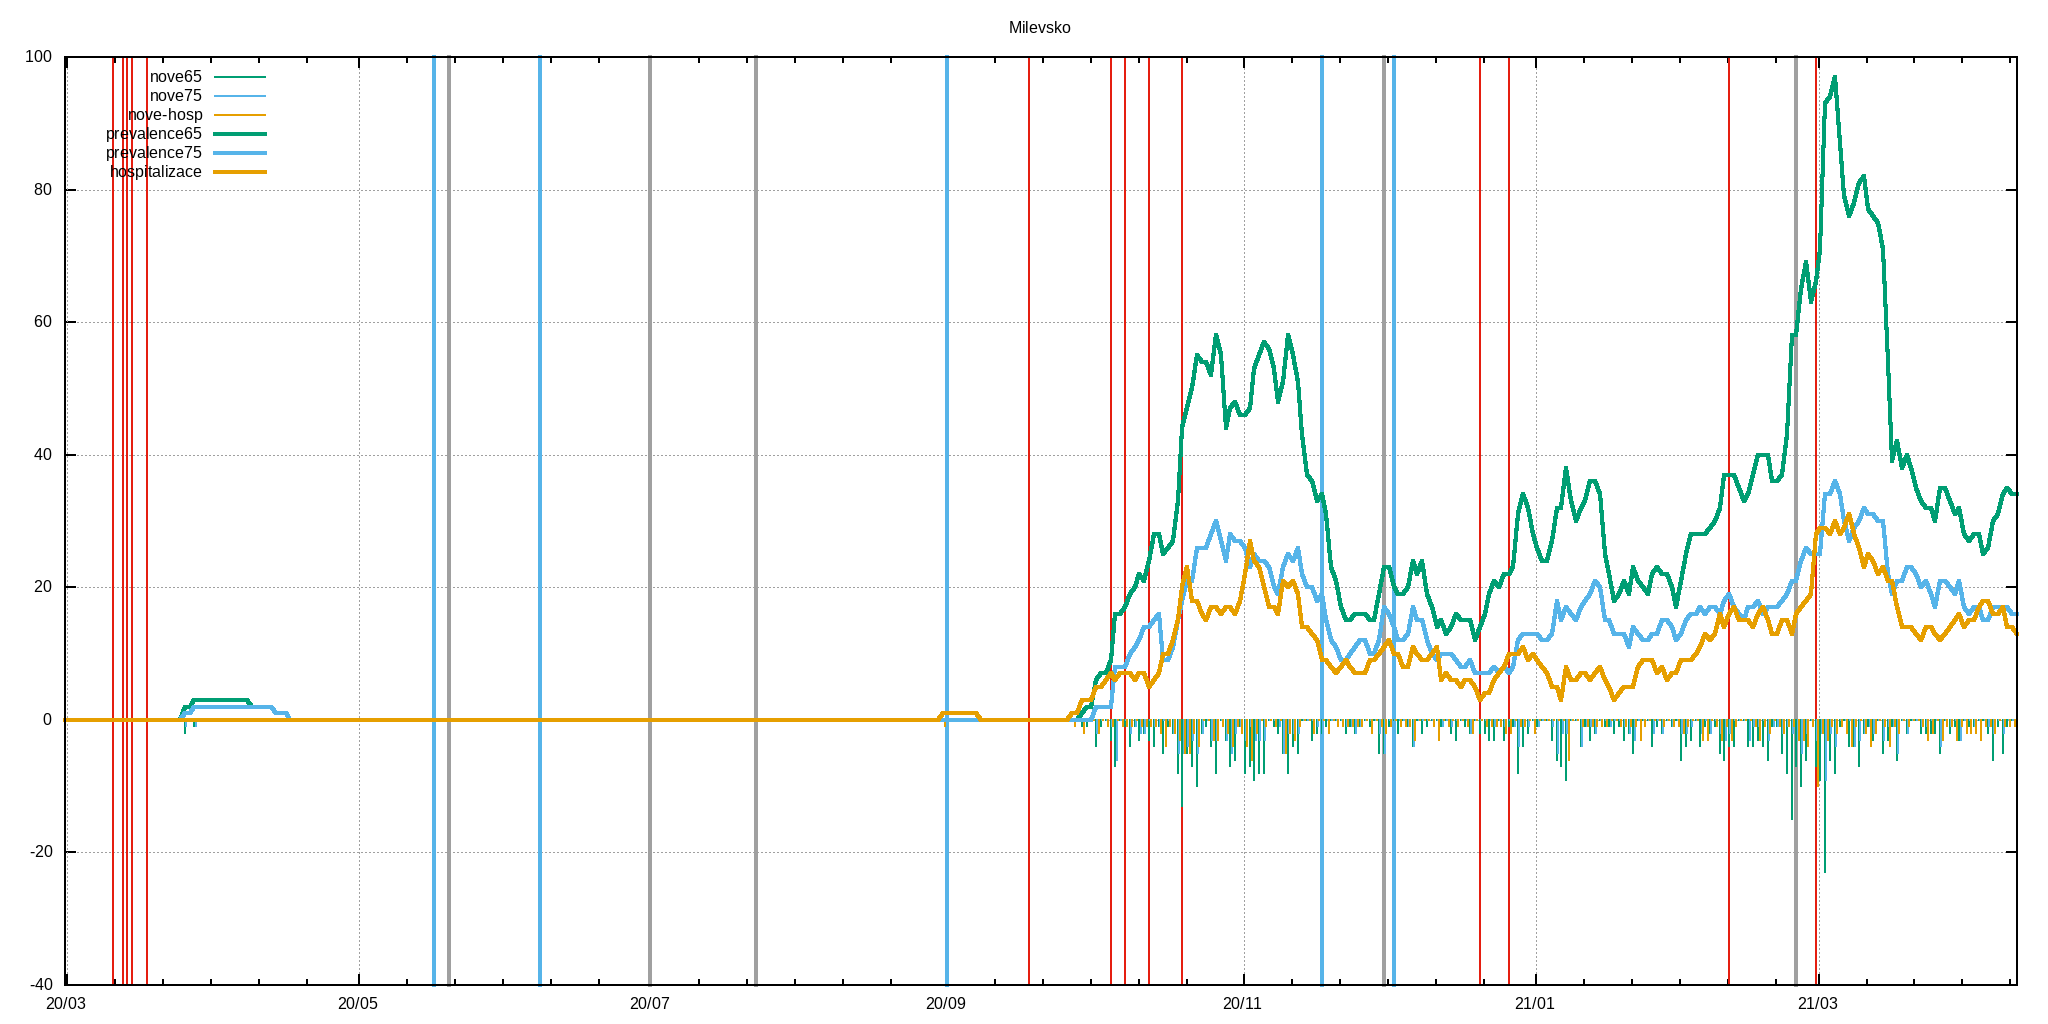 Milevsko
100
nove65
nove75
nove-hosp
prevalence65
prevalence75
hospitalizace
80
60
40
20
0
-20
-40
20/03 20/05 20/07 20/09 20/11 21/01 21/03